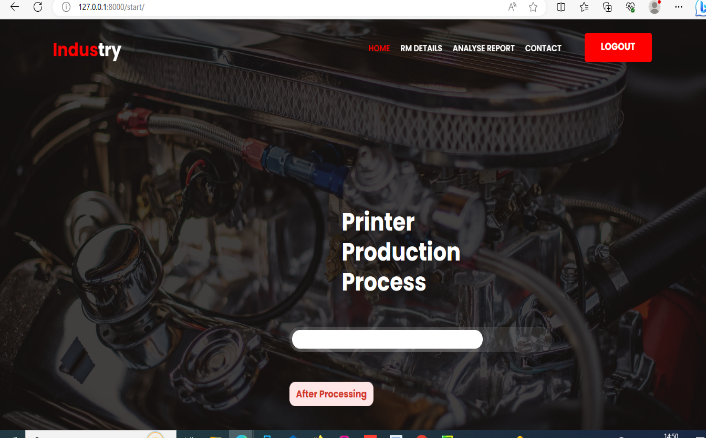 127.0.0.1:8000/start/
Industry
HOME RM DETAILS ANALYSE REPORT CONTACT LOGOUT
Printer
Production
Process
After Processing
14:50